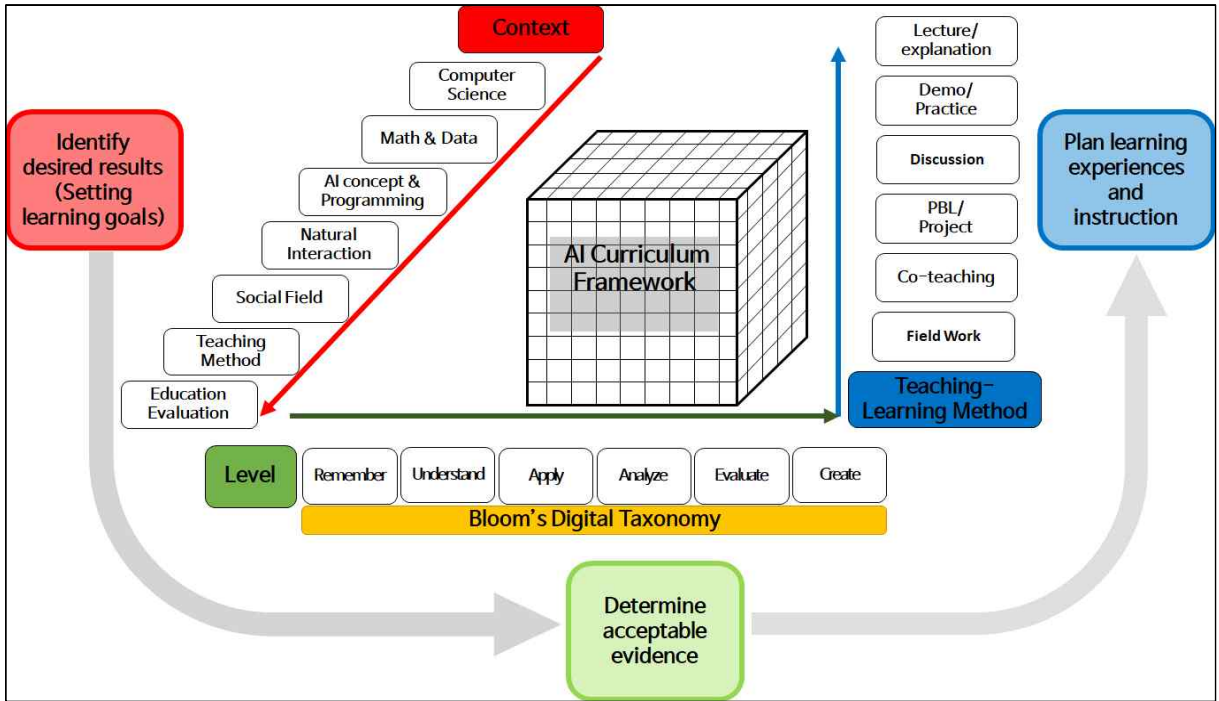 Context
Computer
Science
Math & Data
AI concept &
Programming
Natural
Interaction
Social Field
Teaching
Method
Education
Evaluation
Identify
desired results
(Setting
learning goals)
AI Curriculum
Framework
Lecture/
explanation
Demo/
Practice
Discussion
PBL/
Project
Co-teaching
Field Work
Teaching-
Learning Method
Plan learning
experiences
and
instruction
Level
Remember
Understand
Apply
Analyze
Evaluate
Create
Bloom's Digital Taxonomy
Determine
acceptable
evidence